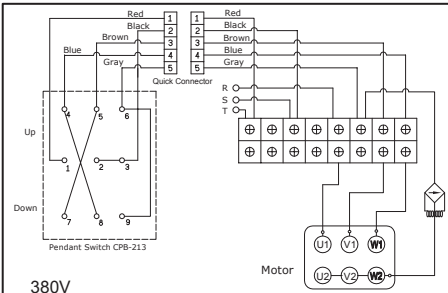 Red
Black
Brown
Blue
Gray
1
2
3
4
5
Quick Connector
1
2
3
4
5
Red
Black
Brown
Blue
Gray
R
S
T
Up
Down
4
5
6
1
2
3
7
8
9
Pendant Switch CPB-213
U1
V1
W1
Motor
U2
V2
W2
380V